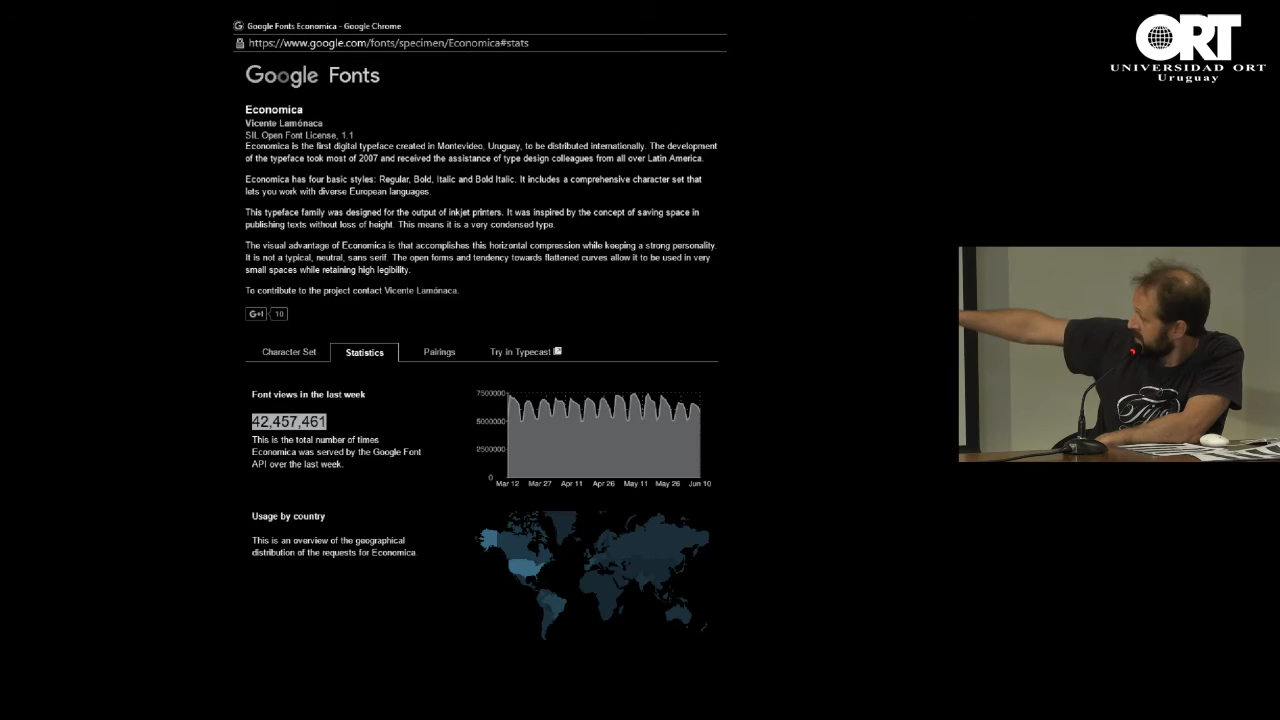 Google Fonts Economica - Google Chrome
https://www.google.com/fonts/specimen/Economica#stats
Google Fonts
Economica
Vicente Lamónaca
SIL Open Font License, 1.1
Economica is the first digital typeface created in Montevideo, Uruguay, to be distributed internationally. The development
of the typeface took most of 2007 and received the assistance of type design colleagues from all over Latin America.
Economica has four basic styles: Regular, Bold, Italic and Bold Italic. It includes a comprehensive character set that
lets you work with diverse European languages.
This typeface family was designed for the output of inkjet printers. It was inspired by the concept of saving space in
publishing texts without loss of height. This means it is a very condensed type.
The visual advantage of Economica is that accomplishes this horizontal compression while keeping a strong personality.
It is not a typical, neutral, sans serif. The open forms and tendency towards flattened curves allow it to be used in very
small spaces while retaining high legibility.
To contribute to the project contact Vicente Lamónaca.
G+1 10
Character Set Statistics Pairings Try in Typecast
Font views in the last week
42,457,461
This is the total number of times
Economica was served by the Google Font
API over the last week.
7500000
5000000
2500000
0
Mar 12 Mar 27 Apr 11 Apr 26 May 11 May 26 Jun 10
Usage by country
This is an overview of the geographical
distribution of the requests for Economica.
ORT
UNIVERSIDAD ORT
Uruguay
Tipo